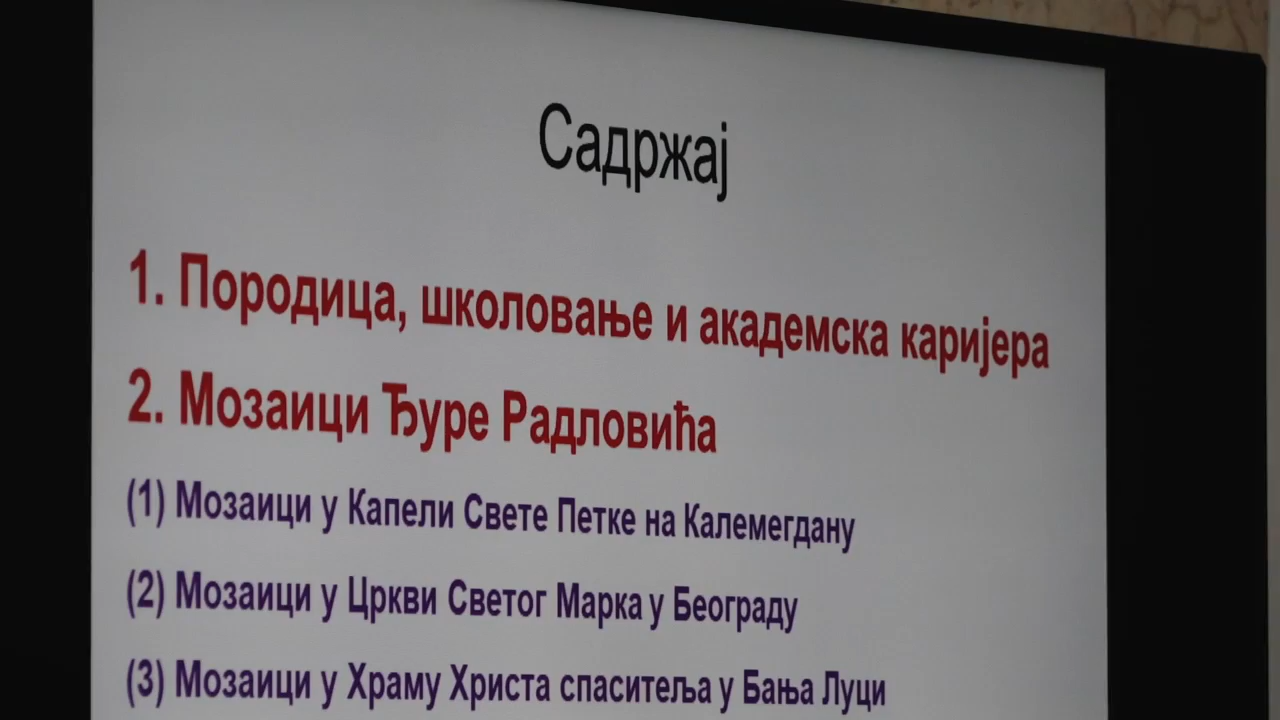 Садржај
1. Породица, школовање и академска каријера
2. Мозаици Ђуре Радловића
(1) Мозаици у Капели Свете Петке на Калемегдану
(2) Мозаици у Цркви Светог Марка у Београду
(3) Мозаици у Храму Христа спаситеља у Бања Луци